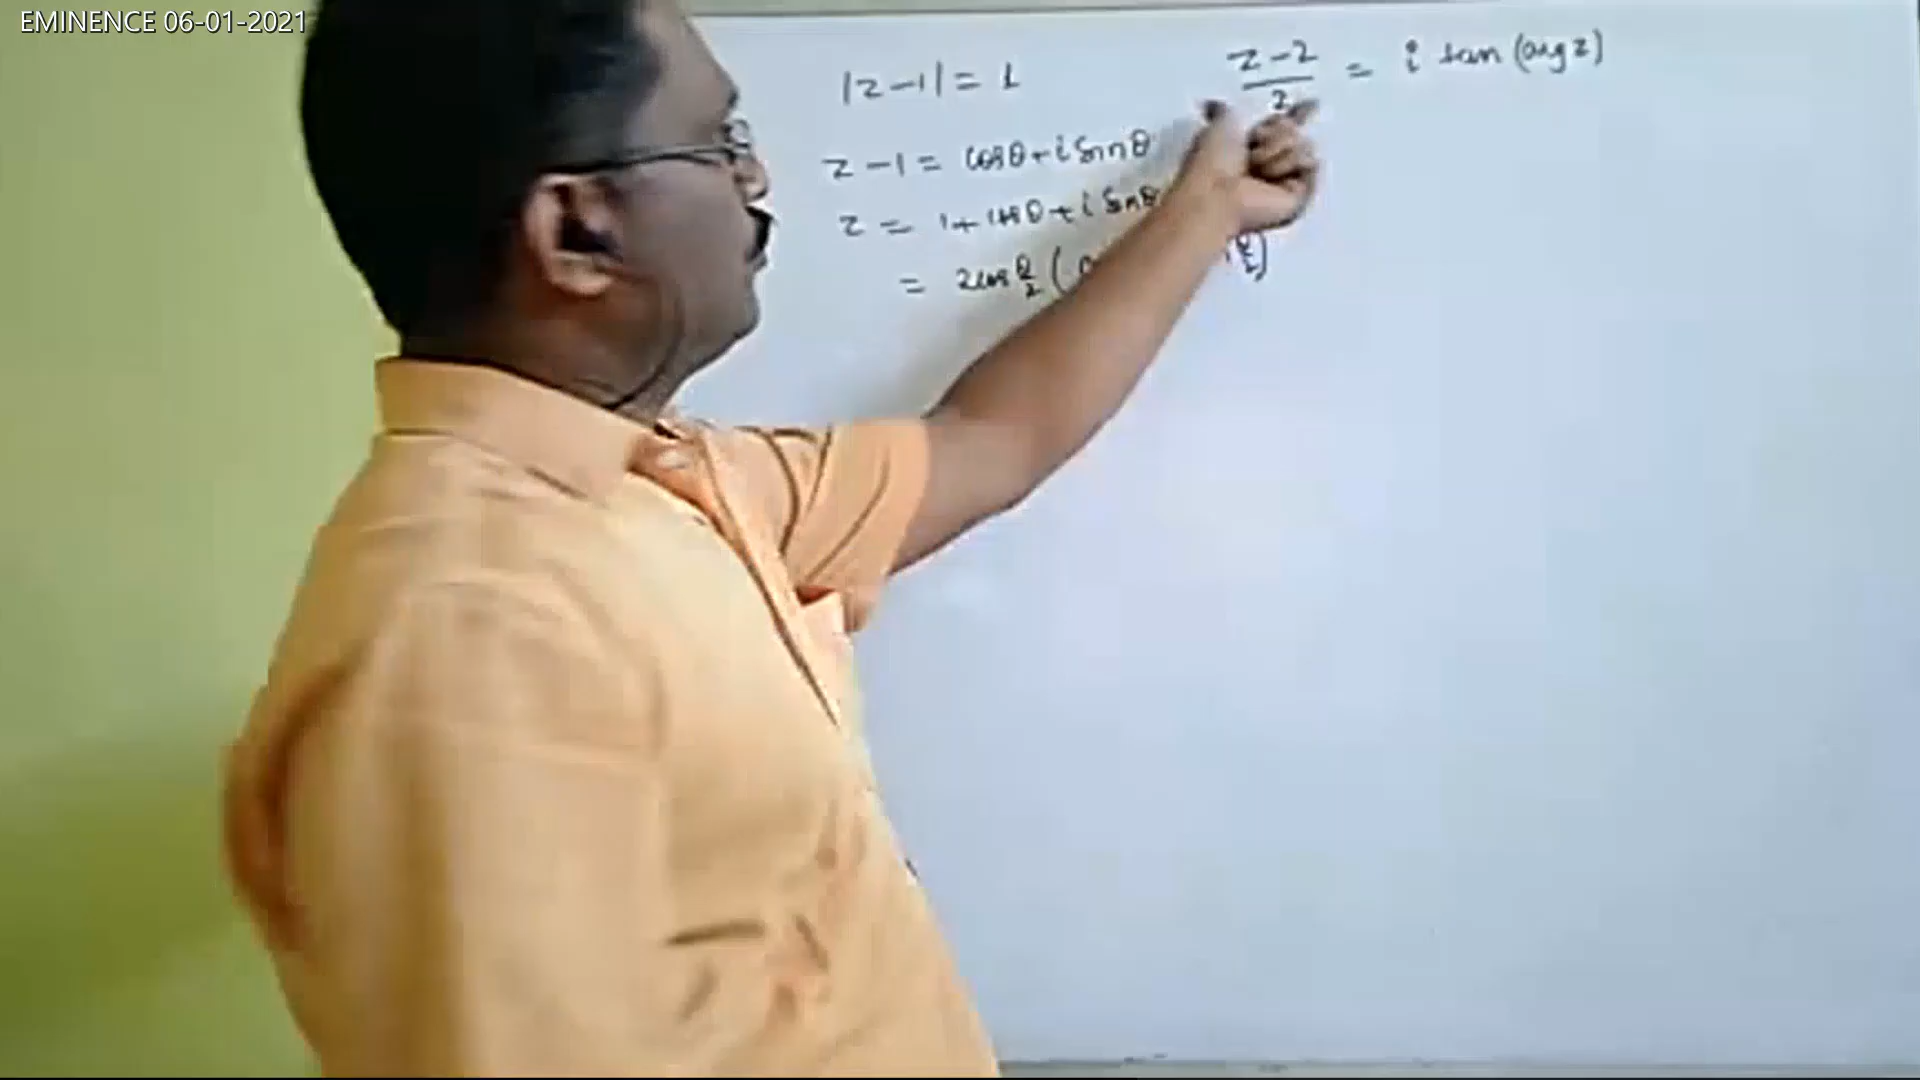 EMINENCE 06-01-2021
|z-1| = 1
z-2/z = i tan (arg z)
z-1 = cosθ+i Sinθ
z = 1+cosθ+i Sinθ
= 2cos θ/2 (